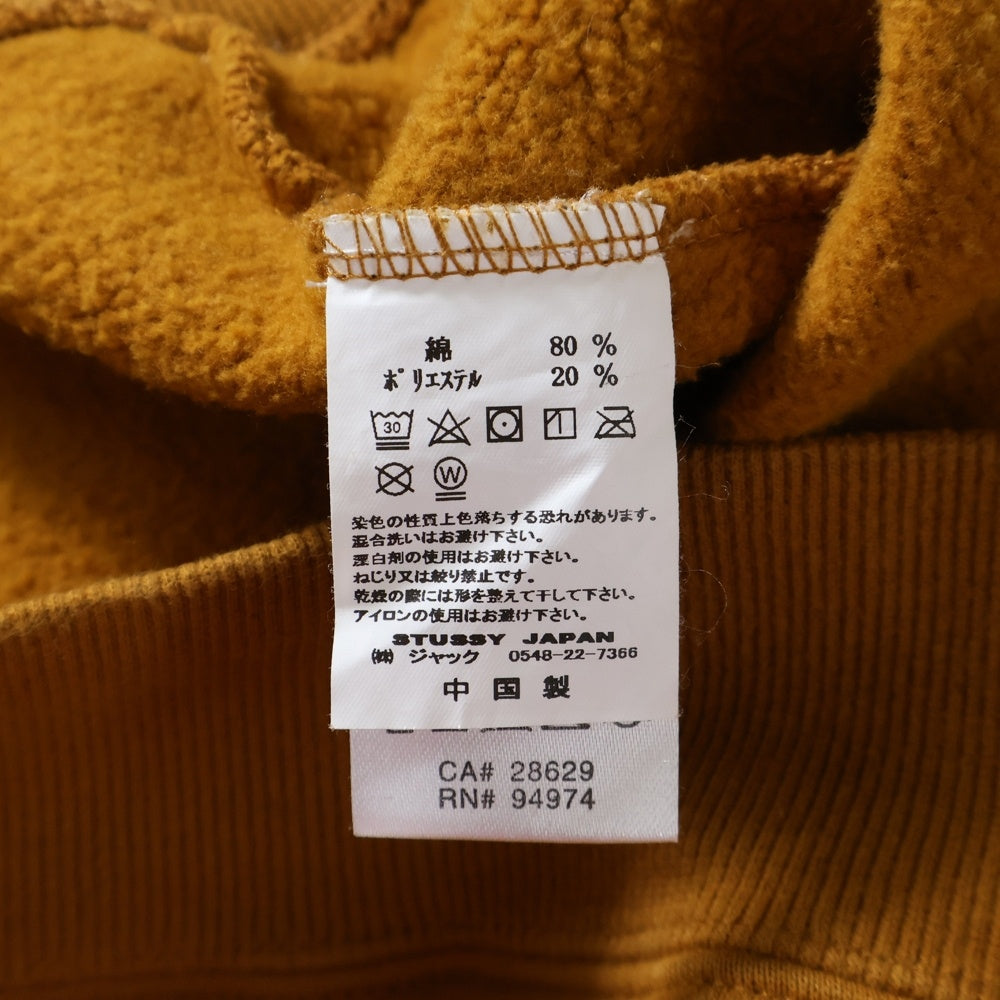 綿 80 %
ポリエステル 20 %
30
W
染色の性質上色落ちする恐れがあります。
混合洗いはお避け下さい。
漂白剤の使用はお避け下さい。
ねじり又は絞り禁止です。
乾燥の際には形を整えて干して下さい。
アイロンの使用はお避け下さい。
STUSSY JAPAN
㈱ ジャック 0548-22-7366
中国製
CA# 28629
RN# 94974